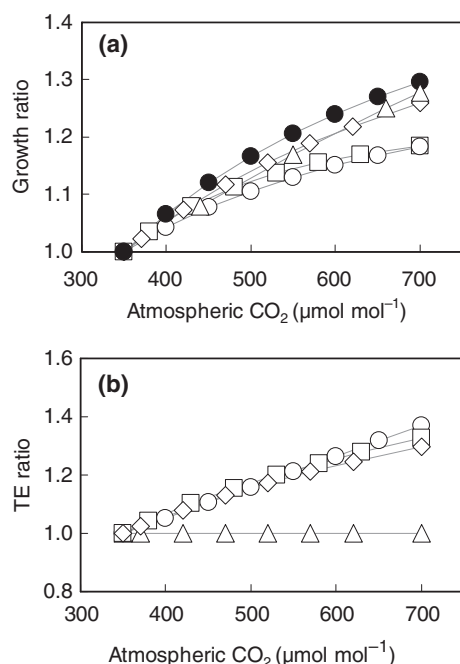 (a)
1.4
1.3
1.2
1.1
1.0
Growth ratio
300 400 500 600 700
Atmospheric CO₂ (µmol mol⁻¹)
(b)
1.6
1.4
1.2
1.0
0.8
TE ratio
300 400 500 600 700
Atmospheric CO₂ (µmol mol⁻¹)